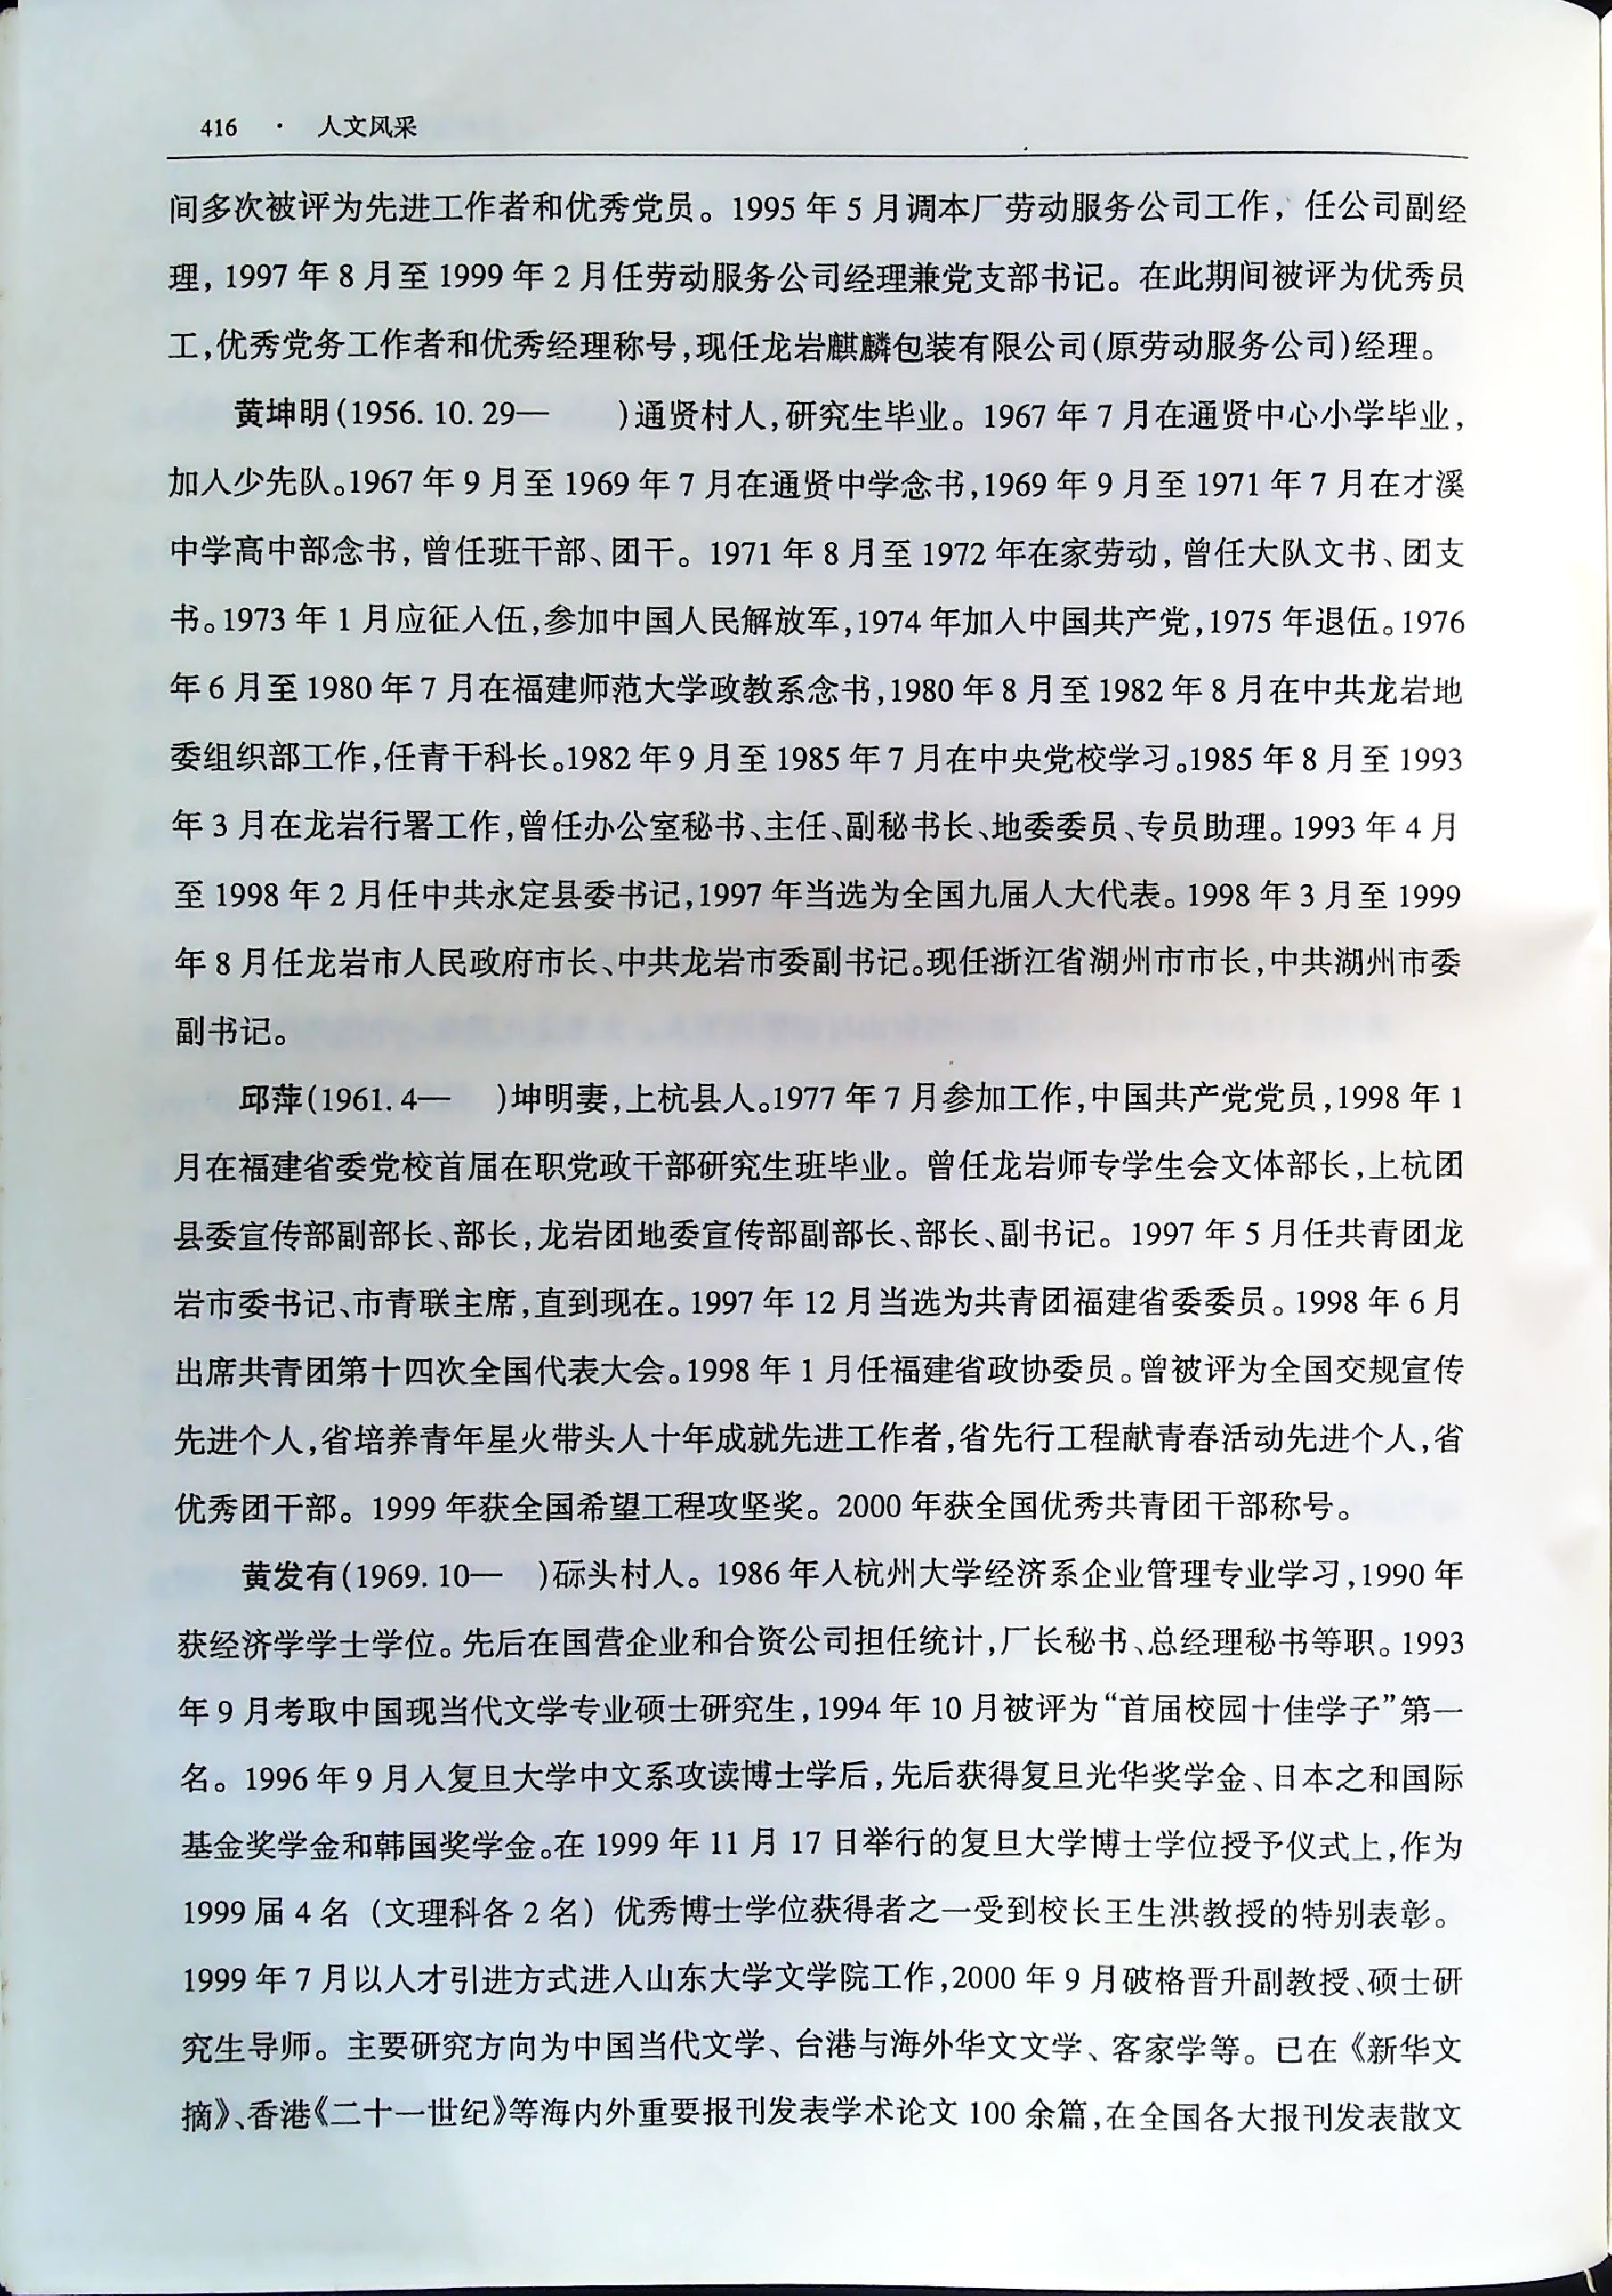 416 · 人文风采
间多次被评为先进工作者和优秀党员。1995 年 5 月调本厂劳动服务公司工作，任公司副经
理，1997 年 8 月至 1999 年 2 月任劳动服务公司经理兼党支部书记。在此期间被评为优秀员
工，优秀党务工作者和优秀经理称号，现任龙岩麒麟包装有限公司(原劳动服务公司)经理。
黄坤明(1956. 10. 29—　　)通贤村人，研究生毕业。1967 年 7 月在通贤中心小学毕业，
加入少先队。1967 年 9 月至 1969 年 7 月在通贤中学念书，1969 年 9 月至 1971 年 7 月在才溪
中学高中部念书，曾任班干部、团干。1971 年 8 月至 1972 年在家劳动，曾任大队文书、团支
书。1973 年 1 月应征入伍，参加中国人民解放军，1974 年加入中国共产党，1975 年退伍。1976
年 6 月至 1980 年 7 月在福建师范大学政教系念书，1980 年 8 月至 1982 年 8 月在中共龙岩地
委组织部工作，任青干科长。1982 年 9 月至 1985 年 7 月在中央党校学习。1985 年 8 月至 1993
年 3 月在龙岩行署工作，曾任办公室秘书、主任、副秘书长、地委委员、专员助理。1993 年 4 月
至 1998 年 2 月任中共永定县委书记，1997 年当选为全国九届人大代表。1998 年 3 月至 1999
年 8 月任龙岩市人民政府市长、中共龙岩市委副书记。现任浙江省湖州市市长，中共湖州市委
副书记。
邱萍(1961. 4—　　)坤明妻，上杭县人。1977 年 7 月参加工作，中国共产党党员，1998 年 1
月在福建省委党校首届在职党政干部研究生班毕业。曾任龙岩师专学生会文体部长，上杭团
县委宣传部副部长、部长，龙岩团地委宣传部副部长、部长、副书记。1997 年 5 月任共青团龙
岩市委书记、市青联主席，直到现在。1997 年 12 月当选为共青团福建省委委员。1998 年 6 月
出席共青团第十四次全国代表大会。1998 年 1 月任福建省政协委员。曾被评为全国交规宣传
先进个人，省培养青年星火带头人十年成就先进工作者，省先行工程献青春活动先进个人，省
优秀团干部。1999 年获全国希望工程攻坚奖。2000 年获全国优秀共青团干部称号。
黄发有(1969. 10—　　)砾头村人。1986 年入杭州大学经济系企业管理专业学习，1990 年
获经济学学士学位。先后在国营企业和合资公司担任统计，厂长秘书、总经理秘书等职。1993
年 9 月考取中国现当代文学专业硕士研究生，1994 年 10 月被评为“首届校园十佳学子”第一
名。1996 年 9 月入复旦大学中文系攻读博士学后，先后获得复旦光华奖学金、日本之和国际
基金奖学金和韩国奖学金。在 1999 年 11 月 17 日举行的复旦大学博士学位授予仪式上，作为
1999 届 4 名（文理科各 2 名）优秀博士学位获得者之一受到校长王生洪教授的特别表彰。
1999 年 7 月以人才引进方式进入山东大学文学院工作，2000 年 9 月破格晋升副教授、硕士研
究生导师。主要研究方向为中国当代文学、台港与海外华文文学、客家学等。已在《新华文
摘》、香港《二十一世纪》等海内外重要报刊发表学术论文 100 余篇，在全国各大报刊发表散文